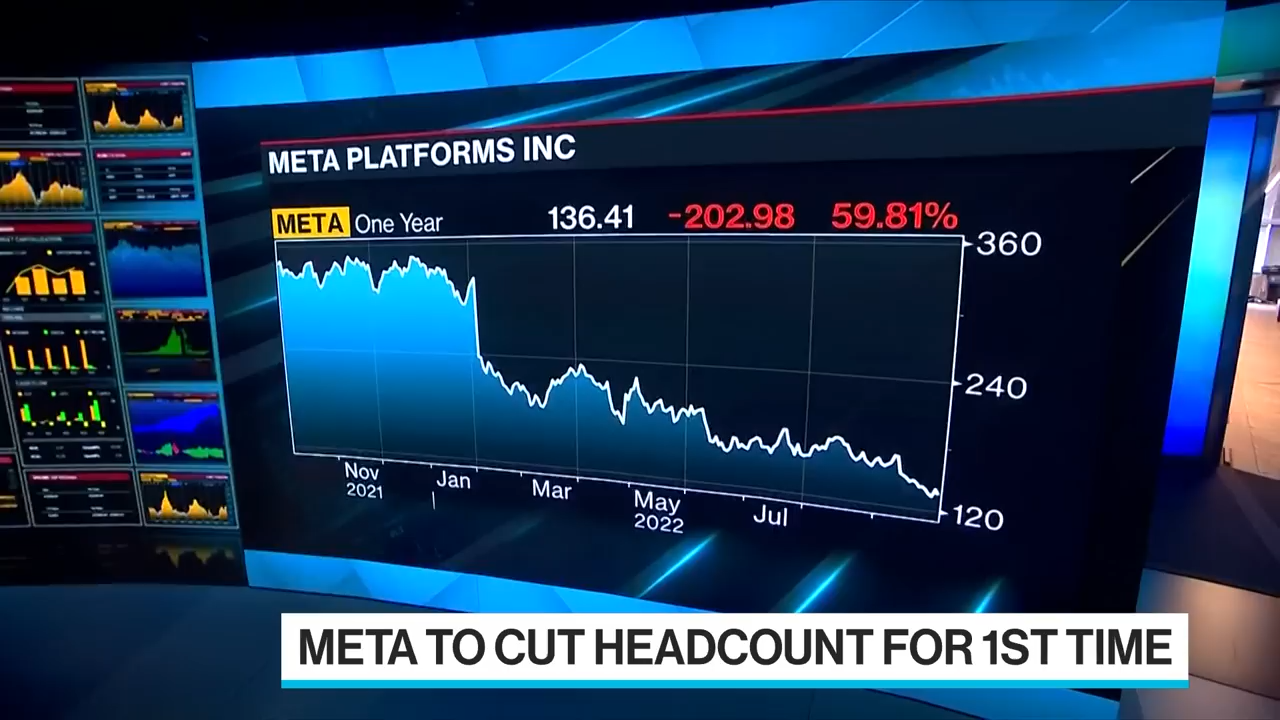 META PLATFORMS INC
META One Year 136.41 -202.98 59.81%
360
240
120
Nov Jan Mar May Jul
2021 2022
META TO CUT HEADCOUNT FOR 1ST TIME